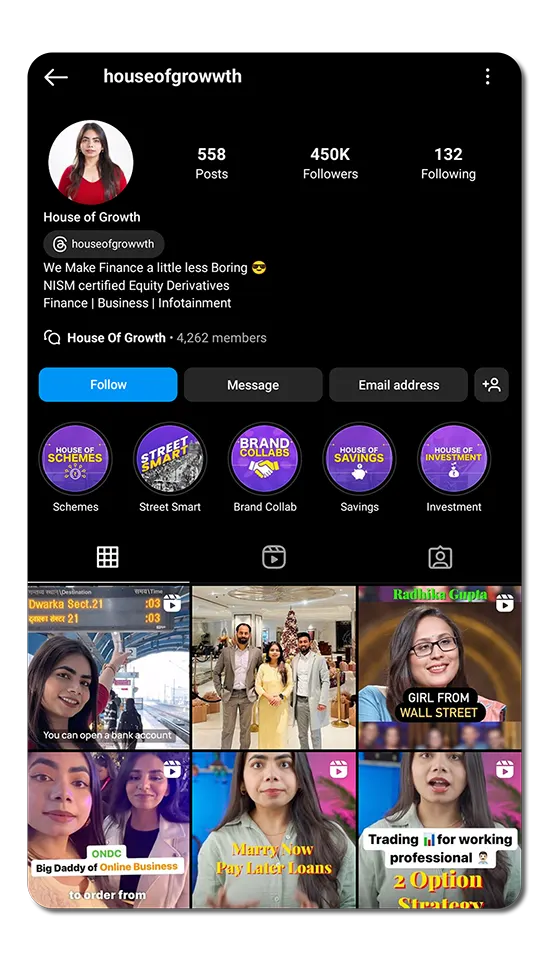 houseofgrowwth
558
450K
132
Posts
Followers
Following
House of Growth
houseofgrowwth
We Make Finance a little less Boring 😎
NISM certified Equity Derivatives
Finance | Business | Infotainment
House Of Growth • 4,262 members
Follow
Message
Email address
HOUSE OF
SCHEMES
STREET
SMART
BRAND
COLLABS
HOUSE OF
SAVINGS
HOUSE OF
INVESTMENT
Schemes
Street Smart
Brand Collab
Savings
Investment
\Destination
समय\Time
Dwarka Sect.21 :03
21 :03
You can open a bank account
Radhika Gupta
GIRL FROM
WALL STREET
ONDC
Big Daddy of Online Business
to order from
Marry Now
Pay Later Loans
Trading 📊 for working
professional 👨🏻‍⚕️
2 Option
Strategy